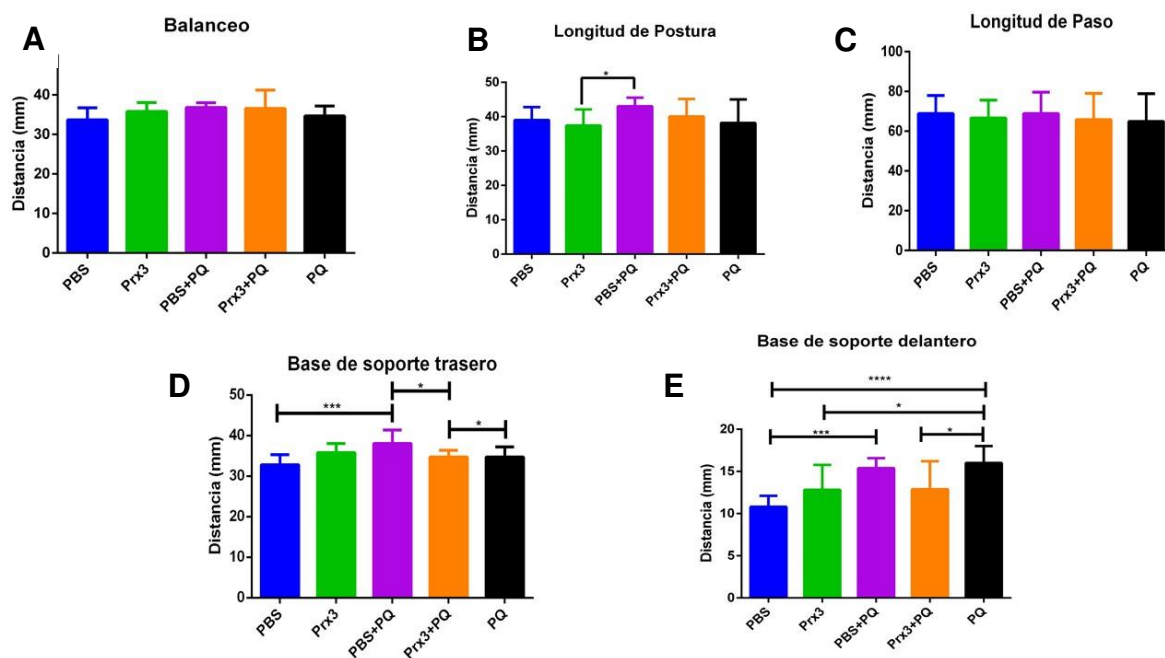 A
Balanceo
Distancia (mm)
40
30
20
10
0
PBS
Prx3
PBS+PQ
Prx3+PQ
PQ
B
Longitud de Postura
*
Distancia (mm)
50
40
30
20
10
0
PBS
Prx3
PBS+PQ
Prx3+PQ
PQ
C
Longitud de Paso
Distancia (mm)
100
80
60
40
20
0
PBS
Prx3
PBS+PQ
Prx3+PQ
PQ
D
Base de soporte trasero
*
***
*
Distancia (mm)
50
40
30
20
10
0
PBS
Prx3
PBS+PQ
Prx3+PQ
PQ
E
Base de soporte delantero
****
*
***
*
Distancia (mm)
20
15
10
5
0
PBS
Prx3
PBS+PQ
Prx3+PQ
PQ